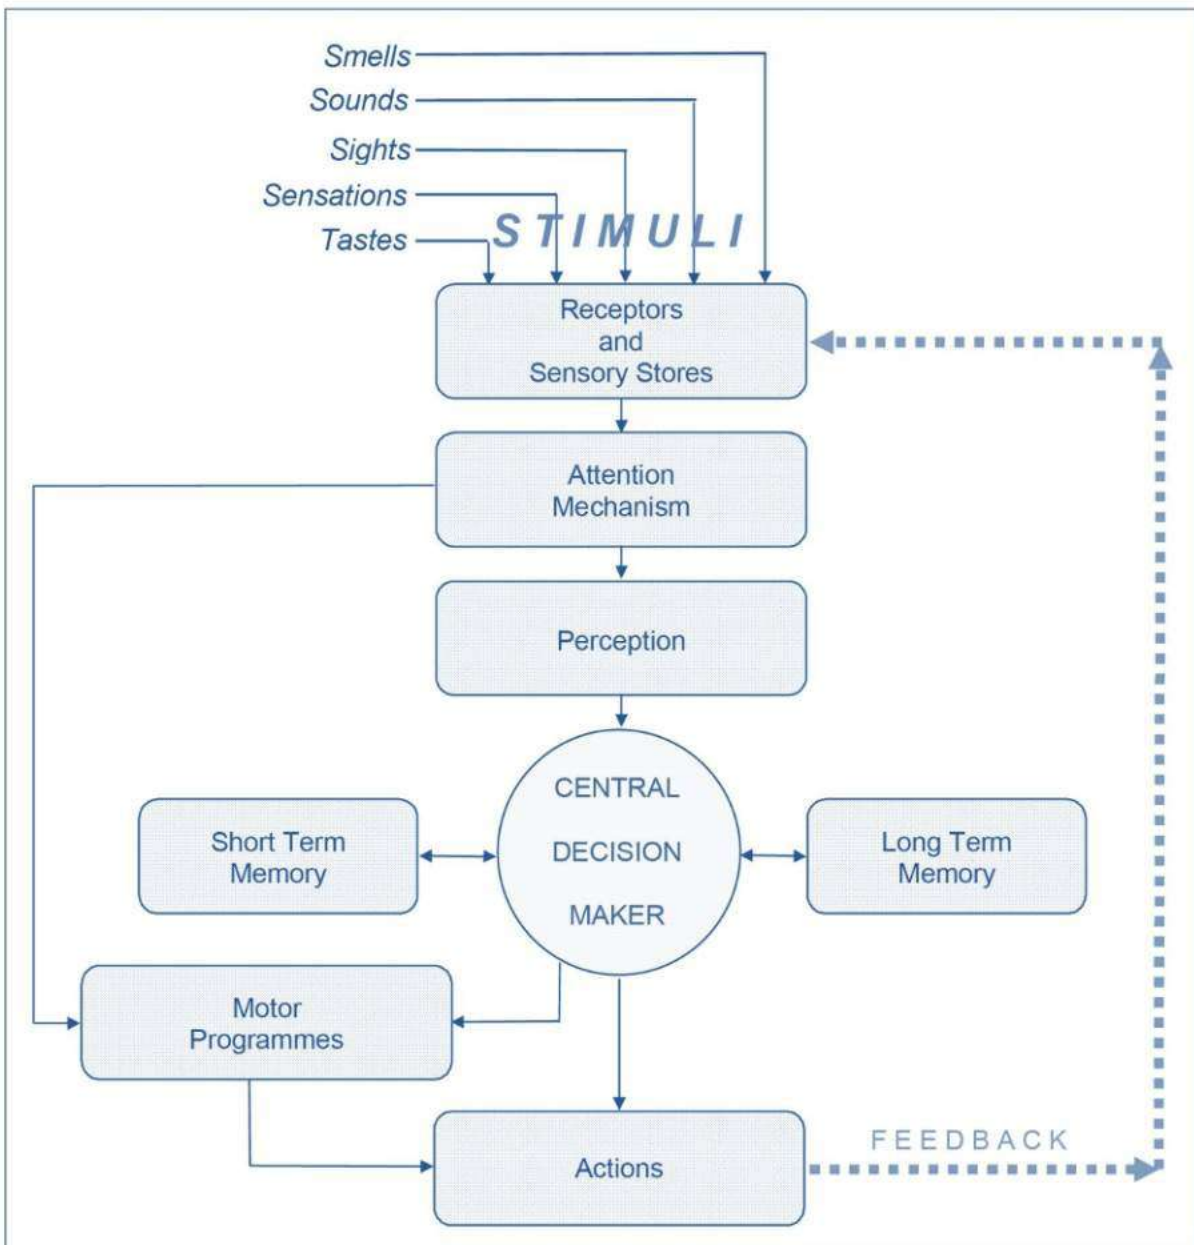 Smells
Sounds
Sights
Sensations
Tastes
STIMULI
Receptors
and
Sensory Stores
Attention
Mechanism
Perception
CENTRAL
DECISION
MAKER
Short Term
Memory
Long Term
Memory
Motor
Programmes
Actions
FEEDBACK